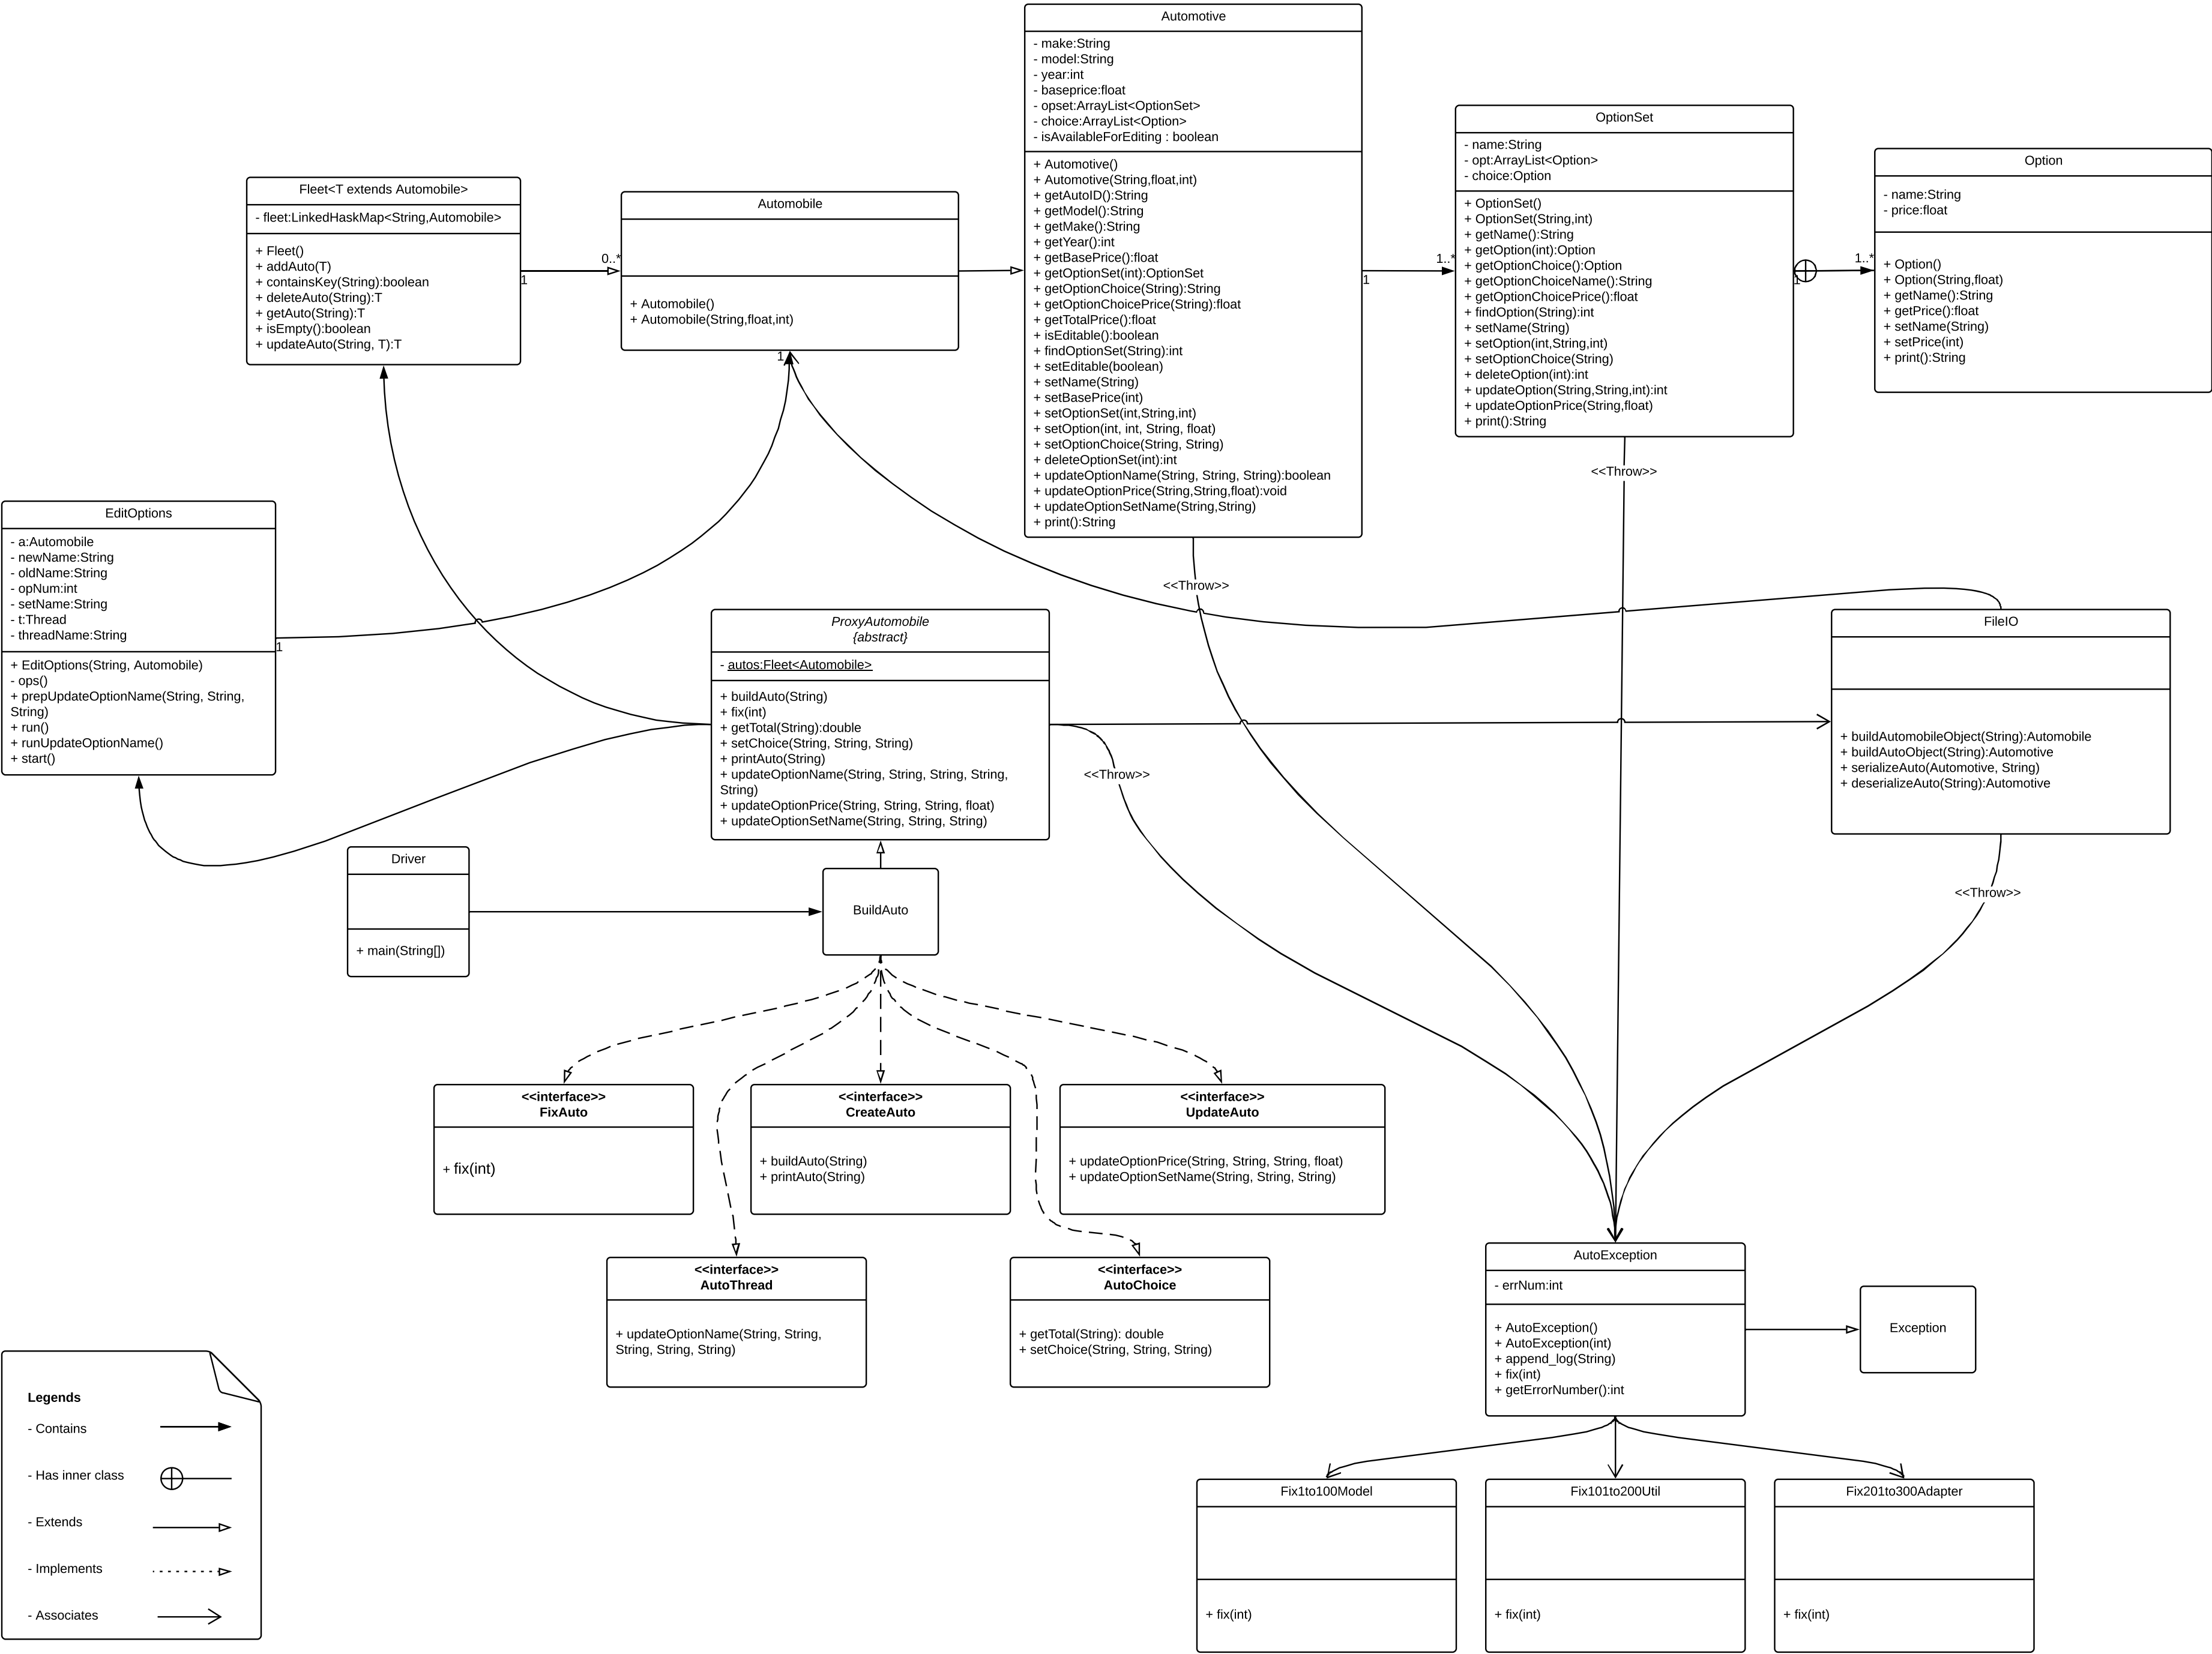 Automotive
- make:String
- model:String
- year:int
- baseprice:float
- opset:ArrayList<OptionSet>
- choice:ArrayList<Option>
- isAvailableForEditing : boolean
+ Automotive()
+ Automotive(String,float,int)
+ getAutoID():String
+ getModel():String
+ getMake():String
+ getYear():int
+ getBasePrice():float
+ getOptionSet(int):OptionSet
+ getOptionChoice(String):String
+ getOptionChoicePrice(String):float
+ getTotalPrice():float
+ isEditable():boolean
+ findOptionSet(String):int
+ setEditable(boolean)
+ setName(String)
+ setBasePrice(int)
+ setOptionSet(int,String,int)
+ setOption(int, int, String, float)
+ setOptionChoice(String, String)
+ deleteOptionSet(int):int
+ updateOptionName(String, String, String):boolean
+ updateOptionPrice(String,String,float):void
+ updateOptionSetName(String,String)
+ print():String
1
1..*
OptionSet
- name:String
- opt:ArrayList<Option>
- choice:Option
+ OptionSet()
+ OptionSet(String,int)
+ getName():String
+ getOption(int):Option
+ getOptionChoice():Option
+ getOptionChoiceName():String
+ getOptionChoicePrice():float
+ findOption(String):int
+ setName(String)
+ setOption(int,String,int)
+ setOptionChoice(String)
+ deleteOption(int):int
+ updateOption(String,String,int):int
+ updateOptionPrice(String,float)
+ print():String
1
1..*
Option
- name:String
- price:float
+ Option()
+ Option(String,float)
+ getName():String
+ getPrice():float
+ setName(String)
+ setPrice(int)
+ print():String
Fleet<T extends Automobile>
- fleet:LinkedHaskMap<String,Automobile>
+ Fleet()
+ addAuto(T)
+ containsKey(String):boolean
+ deleteAuto(String):T
+ getAuto(String):T
+ isEmpty():boolean
+ updateAuto(String, T):T
1
0..*
Automobile
+ Automobile()
+ Automobile(String,float,int)
1
<<Throw>>
<<Throw>>
EditOptions
- a:Automobile
- newName:String
- oldName:String
- opNum:int
- setName:String
- t:Thread
- threadName:String
+ EditOptions(String, Automobile)
- ops()
+ prepUpdateOptionName(String, String,
String)
+ run()
+ runUpdateOptionName()
+ start()
1
ProxyAutomobile
{abstract}
- autos:Fleet<Automobile>
+ buildAuto(String)
+ fix(int)
+ getTotal(String):double
+ setChoice(String, String, String)
+ printAuto(String)
+ updateOptionName(String, String, String, String,
String)
+ updateOptionPrice(String, String, String, float)
+ updateOptionSetName(String, String, String)
<<Throw>>
FileIO
+ buildAutomobileObject(String):Automobile
+ buildAutoObject(String):Automotive
+ serializeAuto(Automotive, String)
+ deserializeAuto(String):Automotive
<<Throw>>
Driver
+ main(String[])
BuildAuto
<<interface>>
FixAuto
+ fix(int)
<<interface>>
CreateAuto
+ buildAuto(String)
+ printAuto(String)
<<interface>>
UpdateAuto
+ updateOptionPrice(String, String, String, float)
+ updateOptionSetName(String, String, String)
<<interface>>
AutoThread
+ updateOptionName(String, String,
String, String, String)
<<interface>>
AutoChoice
+ getTotal(String): double
+ setChoice(String, String, String)
AutoException
- errNum:int
+ AutoException()
+ AutoException(int)
+ append_log(String)
+ fix(int)
+ getErrorNumber():int
Exception
Fix1to100Model
+ fix(int)
Fix101to200Util
+ fix(int)
Fix201to300Adapter
+ fix(int)
Legends
- Contains
- Has inner class
- Extends
- Implements
- Associates